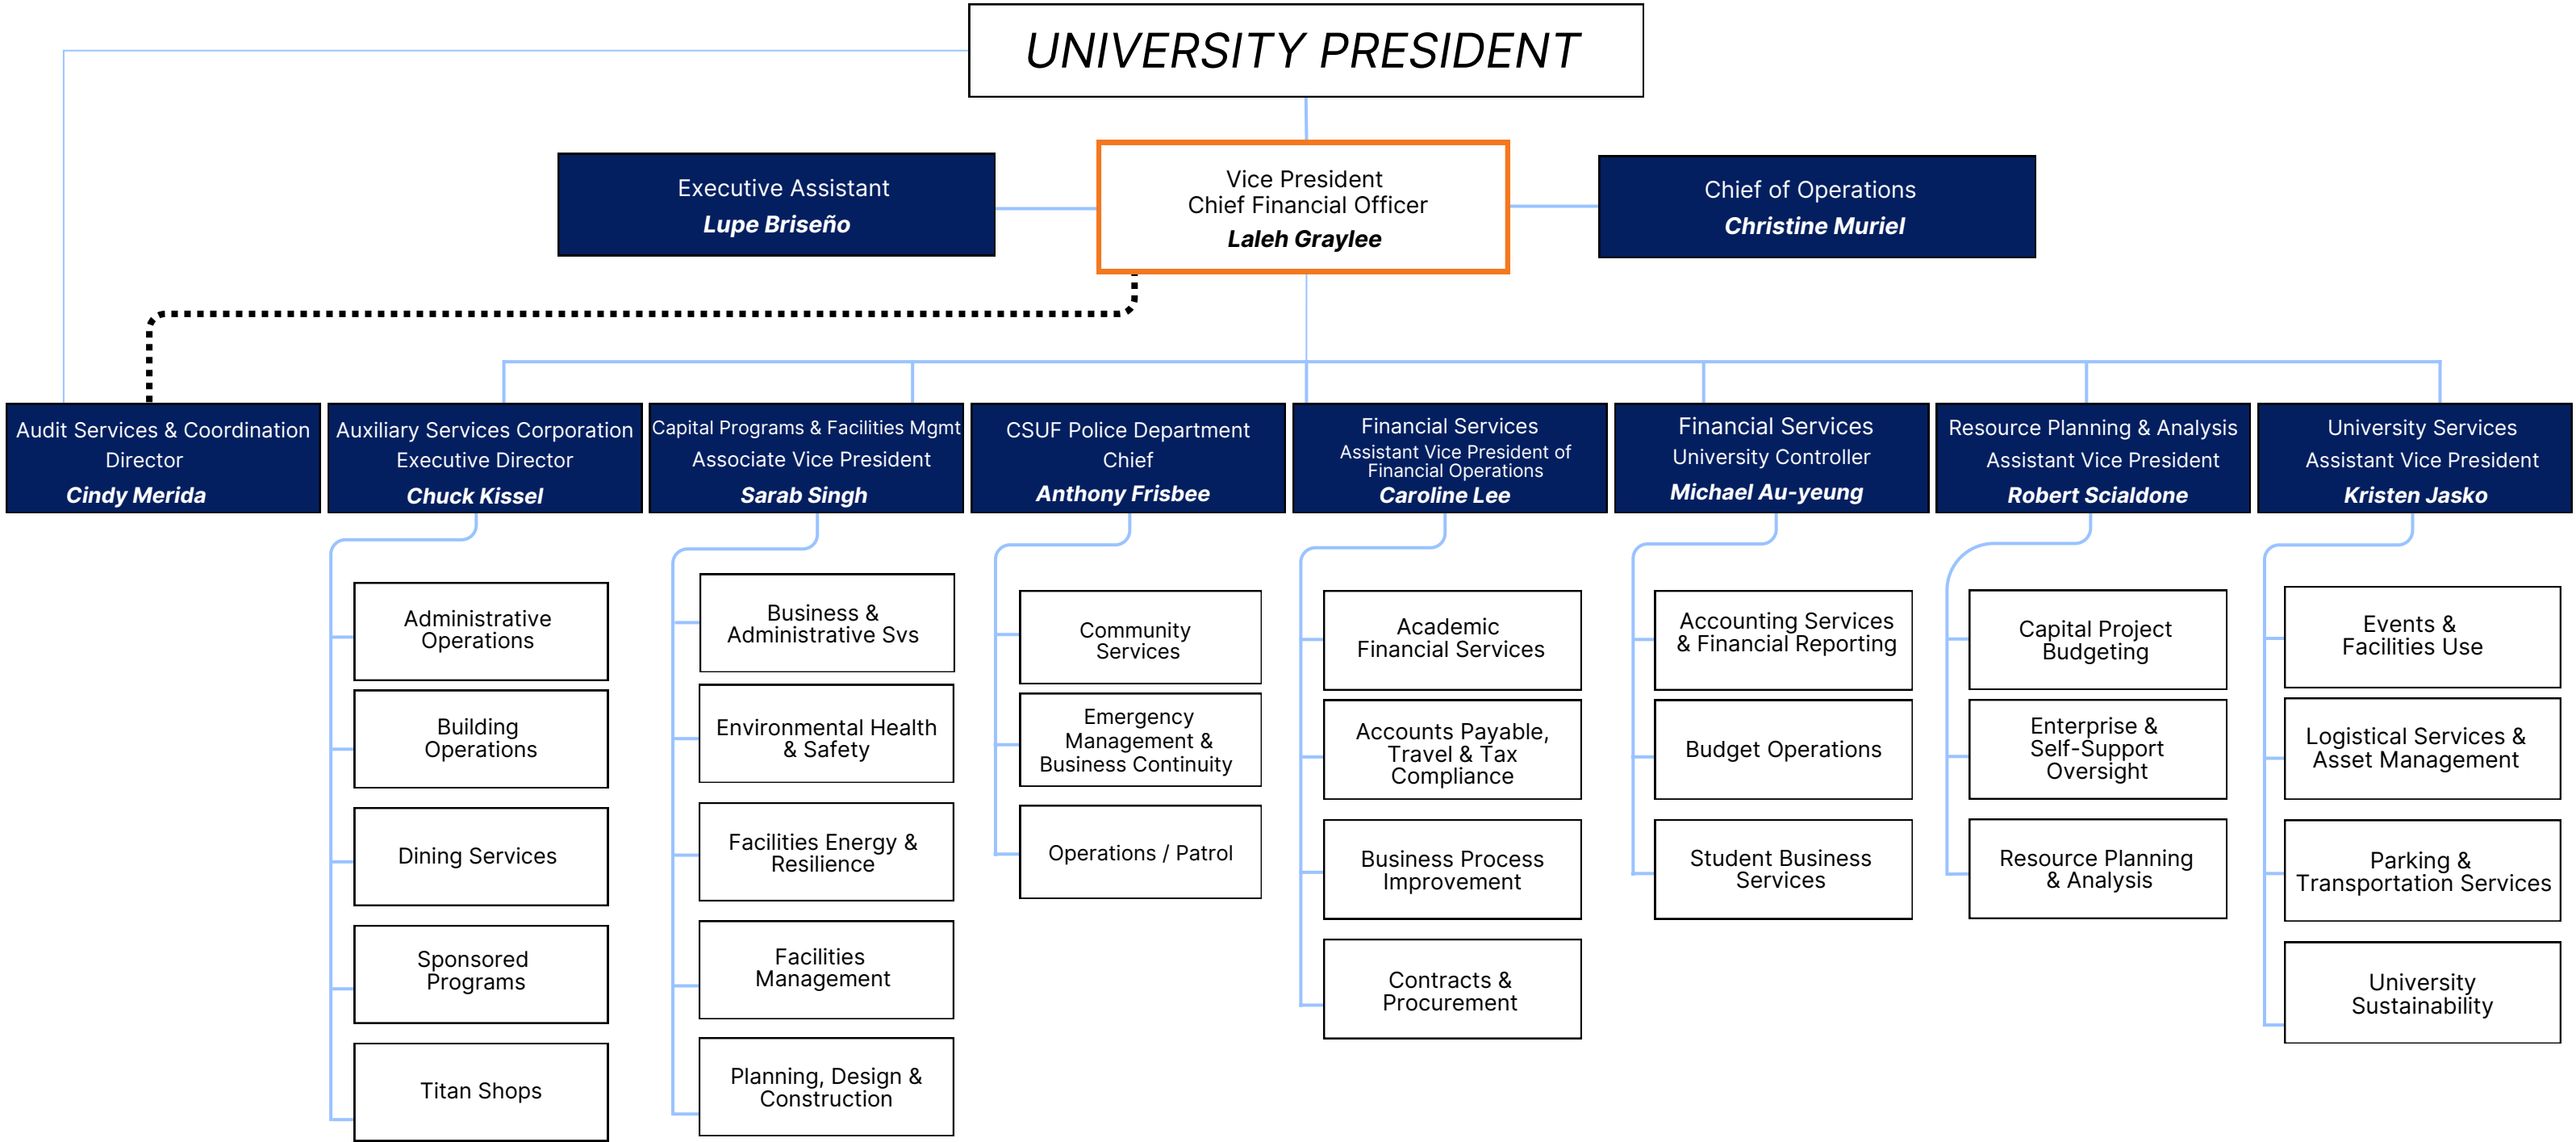 UNIVERSITY PRESIDENT
Executive Assistant
Lupe Briseño
Vice President
Chief Financial Officer
Laleh Graylee
Chief of Operations
Christine Muriel
Audit Services & Coordination
Director
Cindy Merida
Auxiliary Services Corporation
Executive Director
Chuck Kissel
Capital Programs & Facilities Mgmt
Associate Vice President
Sarab Singh
CSUF Police Department
Chief
Anthony Frisbee
Financial Services
Assistant Vice President of
Financial Operations
Caroline Lee
Financial Services
University Controller
Michael Au-yeung
Resource Planning & Analysis
Assistant Vice President
Robert Scialdone
University Services
Assistant Vice President
Kristen Jasko
Administrative
Operations
Building
Operations
Dining Services
Sponsored
Programs
Titan Shops
Business &
Administrative Svs
Environmental Health
& Safety
Facilities Energy &
Resilience
Facilities
Management
Planning, Design &
Construction
Community
Services
Emergency
Management &
Business Continuity
Operations / Patrol
Academic
Financial Services
Accounts Payable,
Travel & Tax
Compliance
Business Process
Improvement
Contracts &
Procurement
Accounting Services
& Financial Reporting
Budget Operations
Student Business
Services
Capital Project
Budgeting
Enterprise &
Self-Support
Oversight
Resource Planning
& Analysis
Events &
Facilities Use
Logistical Services &
Asset Management
Parking &
Transportation Services
University
Sustainability